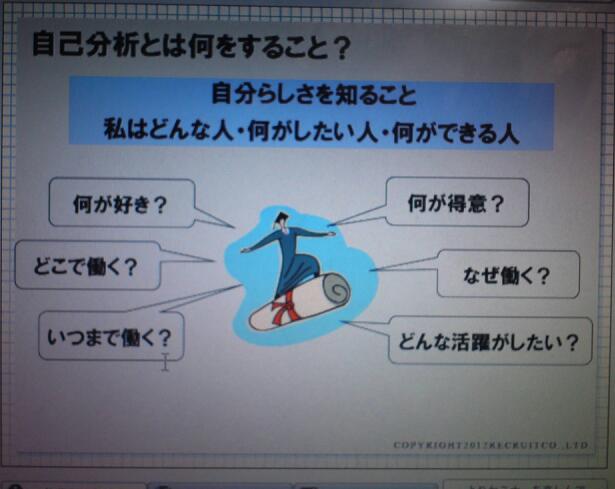 自己分析とは何をすること？
自分らしさを知ること
私はどんな人・何がしたい人・何ができる人
何が好き？
何が得意？
どこで働く？
なぜ働く？
いつまで働く？
どんな活躍がしたい？
COPYRIGHT2012RECRUITCO.,LTD